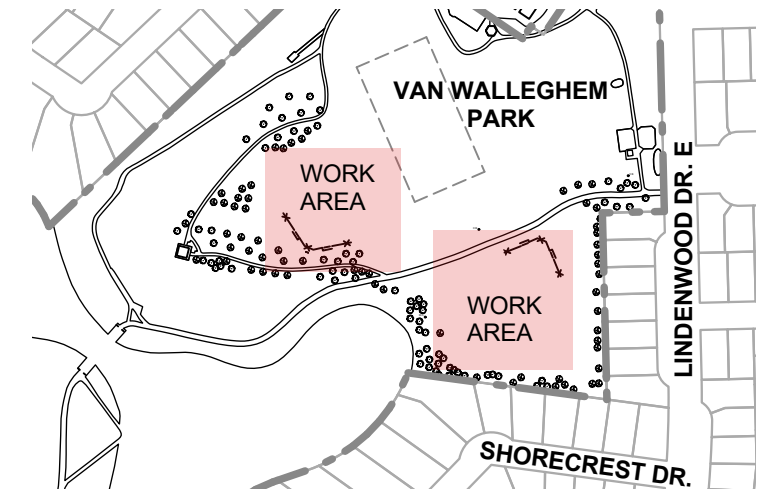 VAN WALLEGHEM
PARK
WORK
AREA
WORK
AREA
LINDENWOOD DR. E
SHORECREST DR.